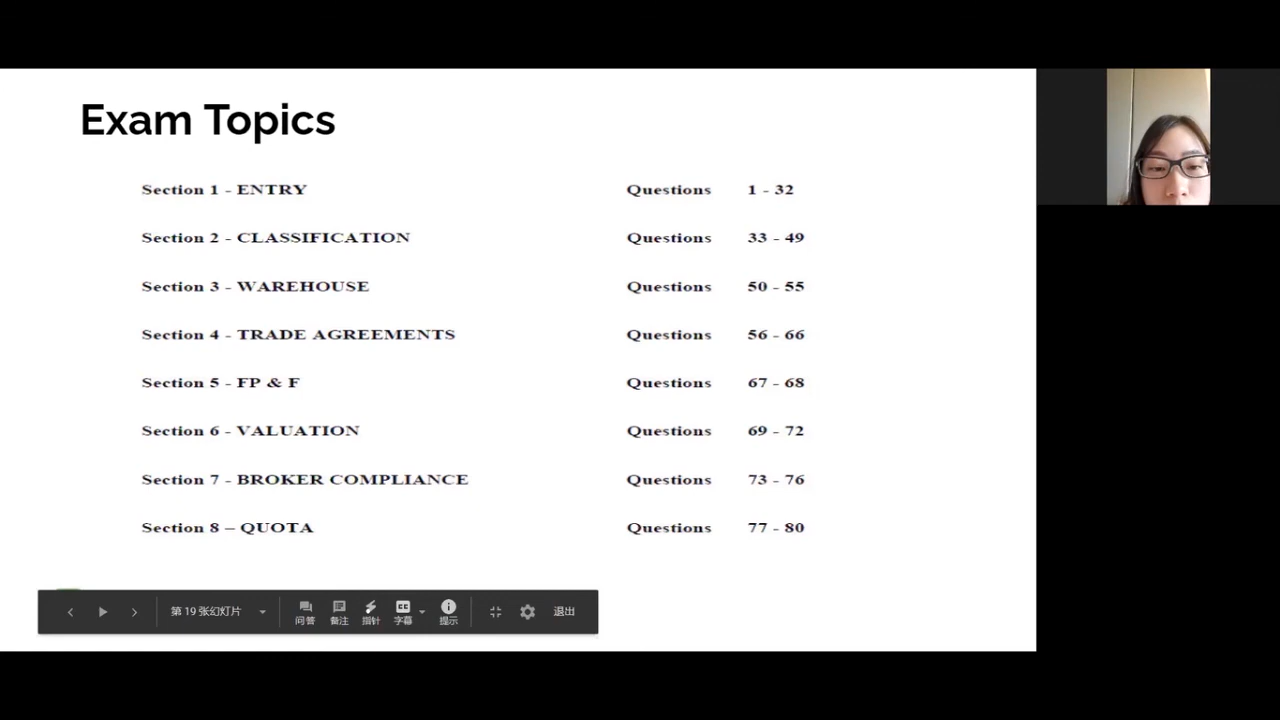 Exam Topics
Section 1 - ENTRY Questions 1 - 32
Section 2 - CLASSIFICATION Questions 33 - 49
Section 3 - WAREHOUSE Questions 50 - 55
Section 4 - TRADE AGREEMENTS Questions 56 - 66
Section 5 - FP & F Questions 67 - 68
Section 6 - VALUATION Questions 69 - 72
Section 7 - BROKER COMPLIANCE Questions 73 - 76
Section 8 – QUOTA Questions 77 - 80
第 19 张幻灯片 问答 备注 指针 CC 字幕 提示 退出